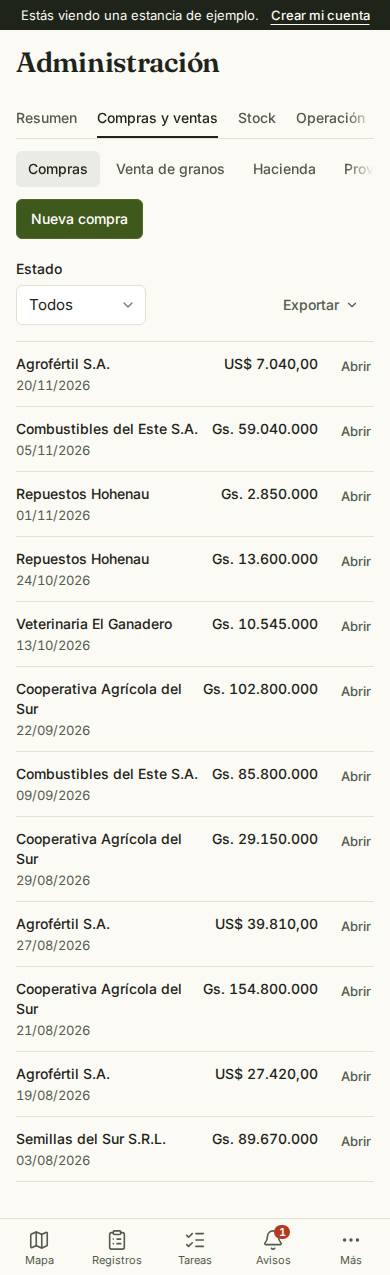 Estás viendo una estancia de ejemplo. Crear mi cuenta
Administración
Resumen Compras y ventas Stock Operación
Compras Venta de granos Hacienda Prov
Nueva compra
Estado
Todos Exportar
Agrofértil S.A. US$ 7.040,00 Abrir
20/11/2026
Combustibles del Este S.A. Gs. 59.040.000 Abrir
05/11/2026
Repuestos Hohenau Gs. 2.850.000 Abrir
01/11/2026
Repuestos Hohenau Gs. 13.600.000 Abrir
24/10/2026
Veterinaria El Ganadero Gs. 10.545.000 Abrir
13/10/2026
Cooperativa Agrícola del Gs. 102.800.000 Abrir
Sur
22/09/2026
Combustibles del Este S.A. Gs. 85.800.000 Abrir
09/09/2026
Cooperativa Agrícola del Gs. 29.150.000 Abrir
Sur
29/08/2026
Agrofértil S.A. US$ 39.810,00 Abrir
27/08/2026
Cooperativa Agrícola del Gs. 154.800.000 Abrir
Sur
21/08/2026
Agrofértil S.A. US$ 27.420,00 Abrir
19/08/2026
Semillas del Sur S.R.L. Gs. 89.670.000 Abrir
03/08/2026
1
Mapa Registros Tareas Avisos Más